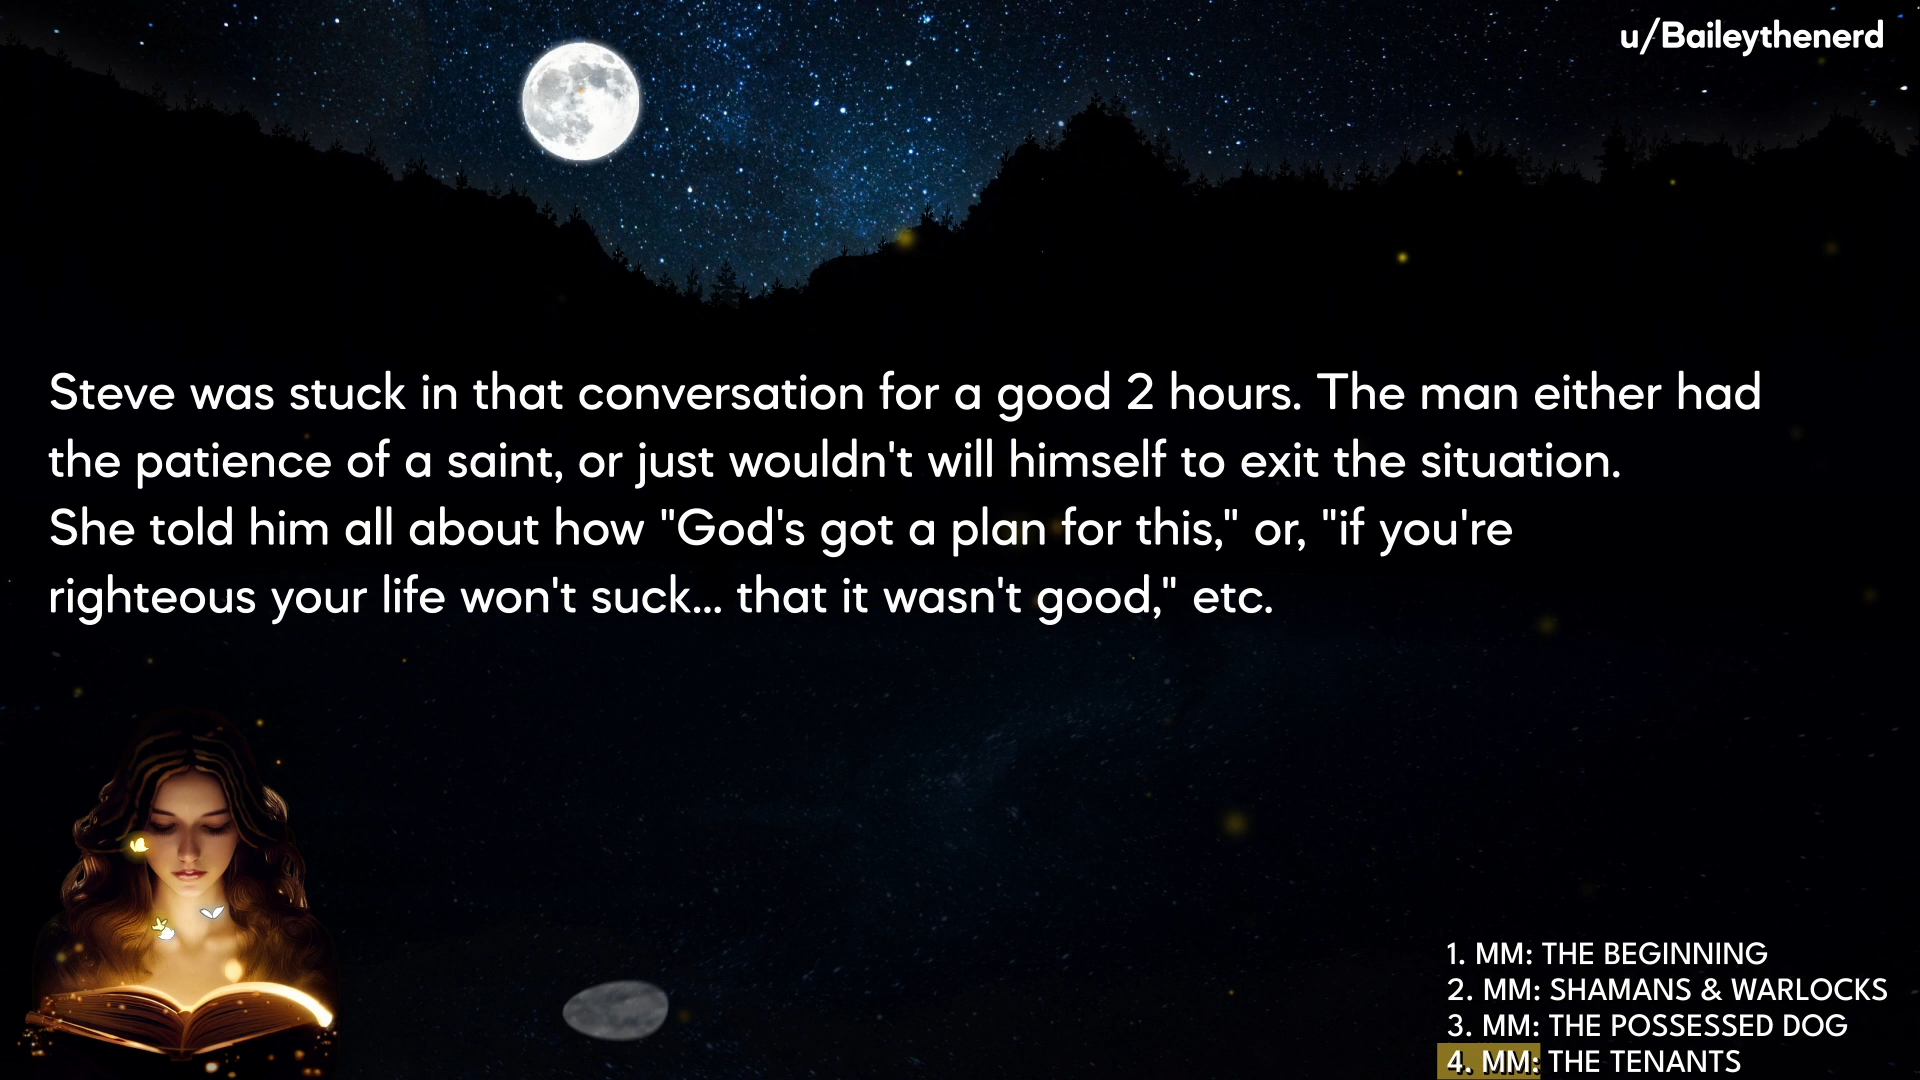 u/Baileythenerd
Steve was stuck in that conversation for a good 2 hours. The man either had
the patience of a saint, or just wouldn't will himself to exit the situation.
She told him all about how "God's got a plan for this," or, "if you're
righteous your life won't suck... that it wasn't good," etc.
1. MM: THE BEGINNING
2. MM: SHAMANS & WARLOCKS
3. MM: THE POSSESSED DOG
4. MM: THE TENANTS